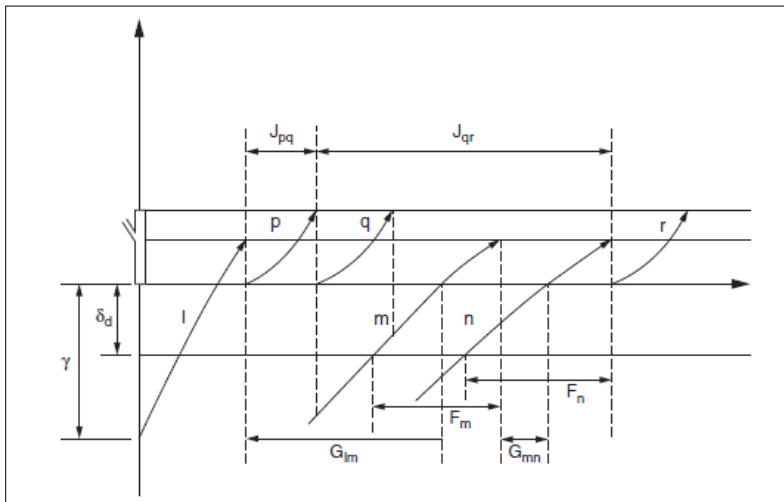 J_pq J_qr
p q r
l m n
δ_d
γ
F_m F_n
G_lm G_mn